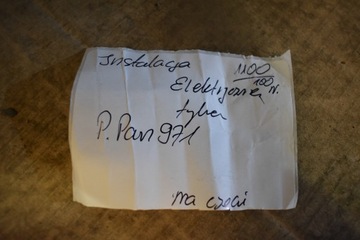 Instalacja 1100
100 N.
Elektryczna
tylko
P. Pan 971
na części